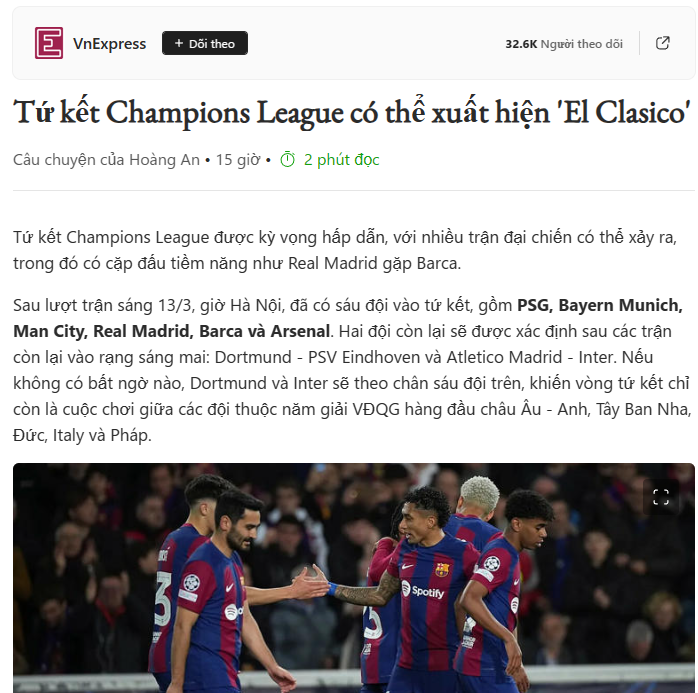 VnExpress
+ Dõi theo
32.6K Người theo dõi
Tứ kết Champions League có thể xuất hiện 'El Clasico'
Câu chuyện của Hoàng An • 15 giờ • 2 phút đọc
Tứ kết Champions League được kỳ vọng hấp dẫn, với nhiều trận đại chiến có thể xảy ra,
trong đó có cặp đấu tiềm năng như Real Madrid gặp Barca.
Sau lượt trận sáng 13/3, giờ Hà Nội, đã có sáu đội vào tứ kết, gồm PSG, Bayern Munich,
Man City, Real Madrid, Barca và Arsenal. Hai đội còn lại sẽ được xác định sau các trận
còn lại vào rạng sáng mai: Dortmund - PSV Eindhoven và Atletico Madrid - Inter. Nếu
không có bất ngờ nào, Dortmund và Inter sẽ theo chân sáu đội trên, khiến vòng tứ kết chỉ
còn là cuộc chơi giữa các đội thuộc năm giải VĐQG hàng đầu châu Âu - Anh, Tây Ban Nha,
Đức, Italy và Pháp.
Spotify